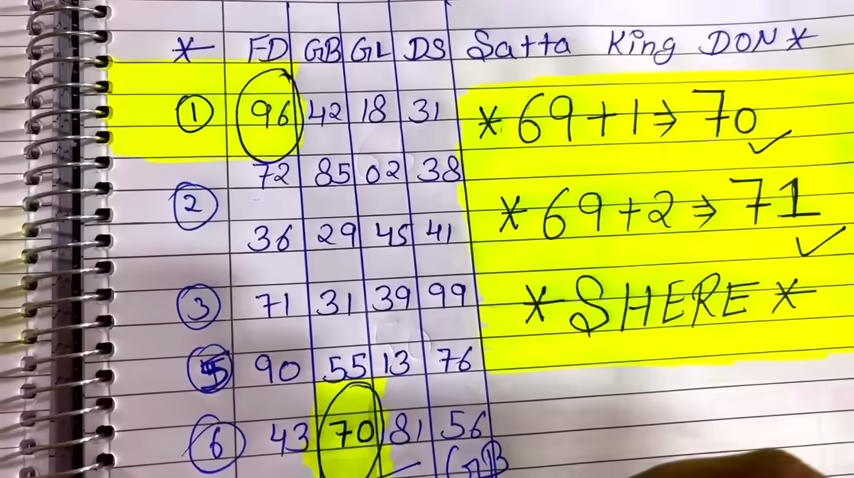 * FD GB GL DS Satta King DON *
① 96 42 18 31 * 69+1⇒70 ✓
72 85 02 38
② * 69+2⇒71 ✓
36 29 45 41
③ 71 31 39 99 * SHERE *
5 90 55 13 76
⑥ 43 70 81 56
GB